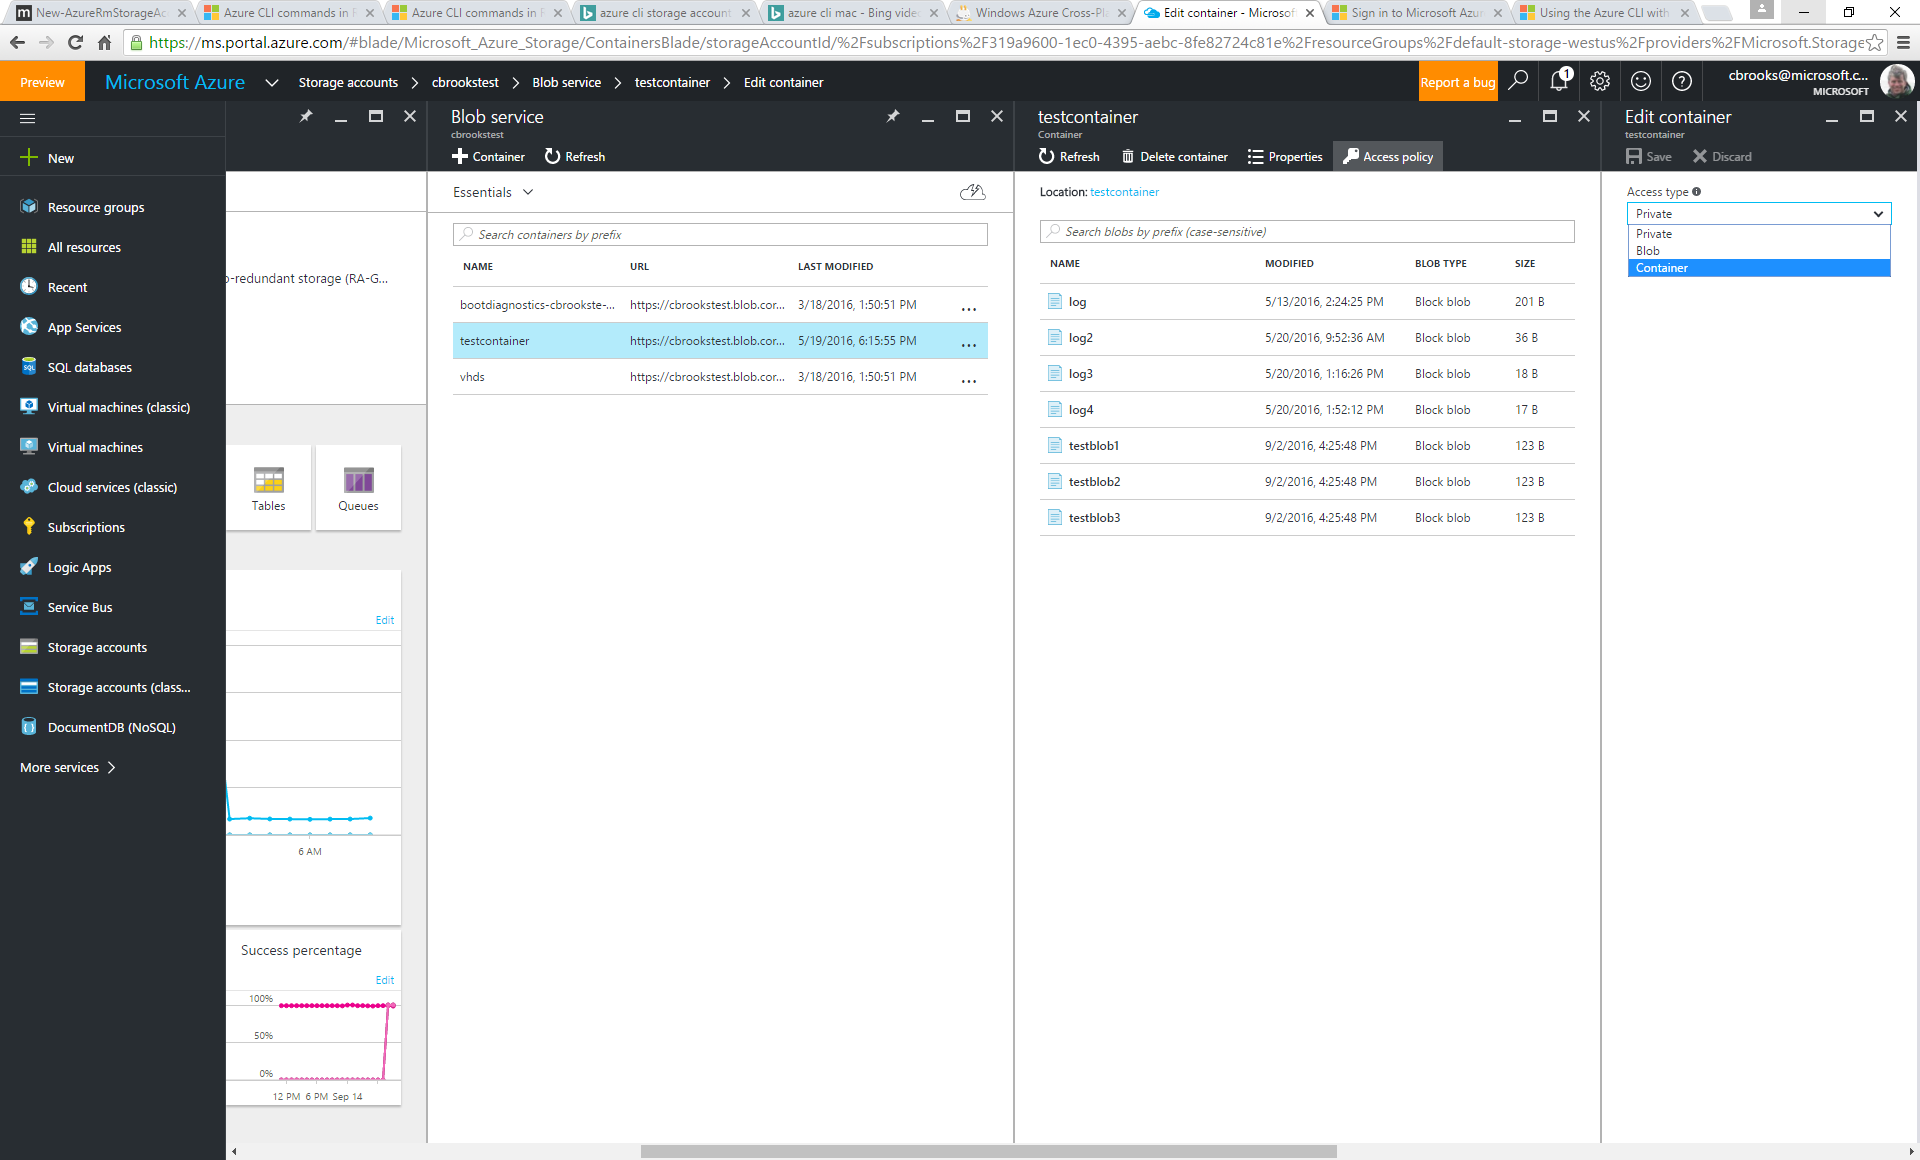 New-AzureRmStorageAc
Azure CLI commands in F
Azure CLI commands in F
azure cli storage account
azure cli mac - Bing vide
Windows Azure Cross-Pla
Edit container - Microsof
Sign in to Microsoft Azur
Using the Azure CLI with
https://ms.portal.azure.com/#blade/Microsoft_Azure_Storage/ContainersBlade/storageAccountId/%2Fsubscriptions%2F319a9600-1ec0-4395-aebc-8fe82724c81e%2FresourceGroups%2Fdefault-storage-westus%2Fproviders%2FMicrosoft.Storage
Preview
Microsoft Azure
Storage accounts > cbrookstest > Blob service > testcontainer > Edit container
Report a bug
1
cbrooks@microsoft.c...
MICROSOFT
New
Resource groups
All resources
Recent
App Services
SQL databases
Virtual machines (classic)
Virtual machines
Cloud services (classic)
Subscriptions
Logic Apps
Service Bus
Storage accounts
Storage accounts (class...
DocumentDB (NoSQL)
More services
o-redundant storage (RA-G...
Tables
Queues
Edit
6 AM
Success percentage
Edit
100%
50%
0%
12 PM 6 PM Sep 14
Blob service
cbrookstest
Container Refresh
Essentials
Search containers by prefix
NAME URL LAST MODIFIED
bootdiagnostics-cbrookste-... https://cbrookstest.blob.cor... 3/18/2016, 1:50:51 PM ...
testcontainer https://cbrookstest.blob.cor... 5/19/2016, 6:15:55 PM ...
vhds https://cbrookstest.blob.cor... 3/18/2016, 1:50:51 PM ...
testcontainer
Container
Refresh Delete container Properties Access policy
Location: testcontainer
Search blobs by prefix (case-sensitive)
NAME MODIFIED BLOB TYPE SIZE
log 5/13/2016, 2:24:25 PM Block blob 201 B
log2 5/20/2016, 9:52:36 AM Block blob 36 B
log3 5/20/2016, 1:16:26 PM Block blob 18 B
log4 5/20/2016, 1:52:12 PM Block blob 17 B
testblob1 9/2/2016, 4:25:48 PM Block blob 123 B
testblob2 9/2/2016, 4:25:48 PM Block blob 123 B
testblob3 9/2/2016, 4:25:48 PM Block blob 123 B
Edit container
testcontainer
Save Discard
Access type
Private
Private
Blob
Container